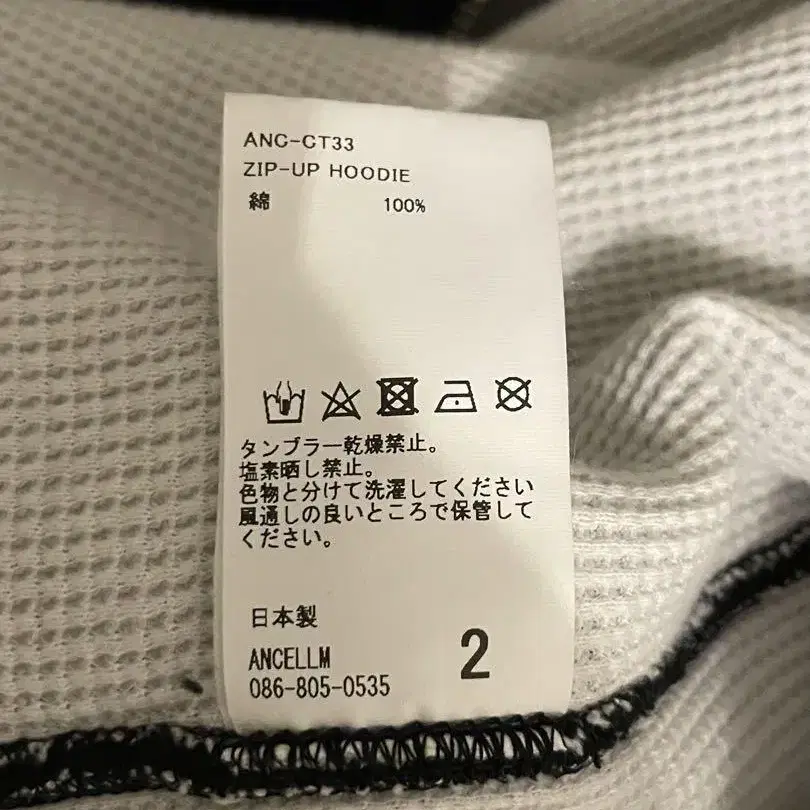 ANC-CT33
ZIP-UP HOODIE
綿 100%
タンブラー乾燥禁止。
塩素晒し禁止。
色物と分けて洗濯してください
風通しの良いところで保管して
ください。
日本製
ANCELLM
086-805-0535
2